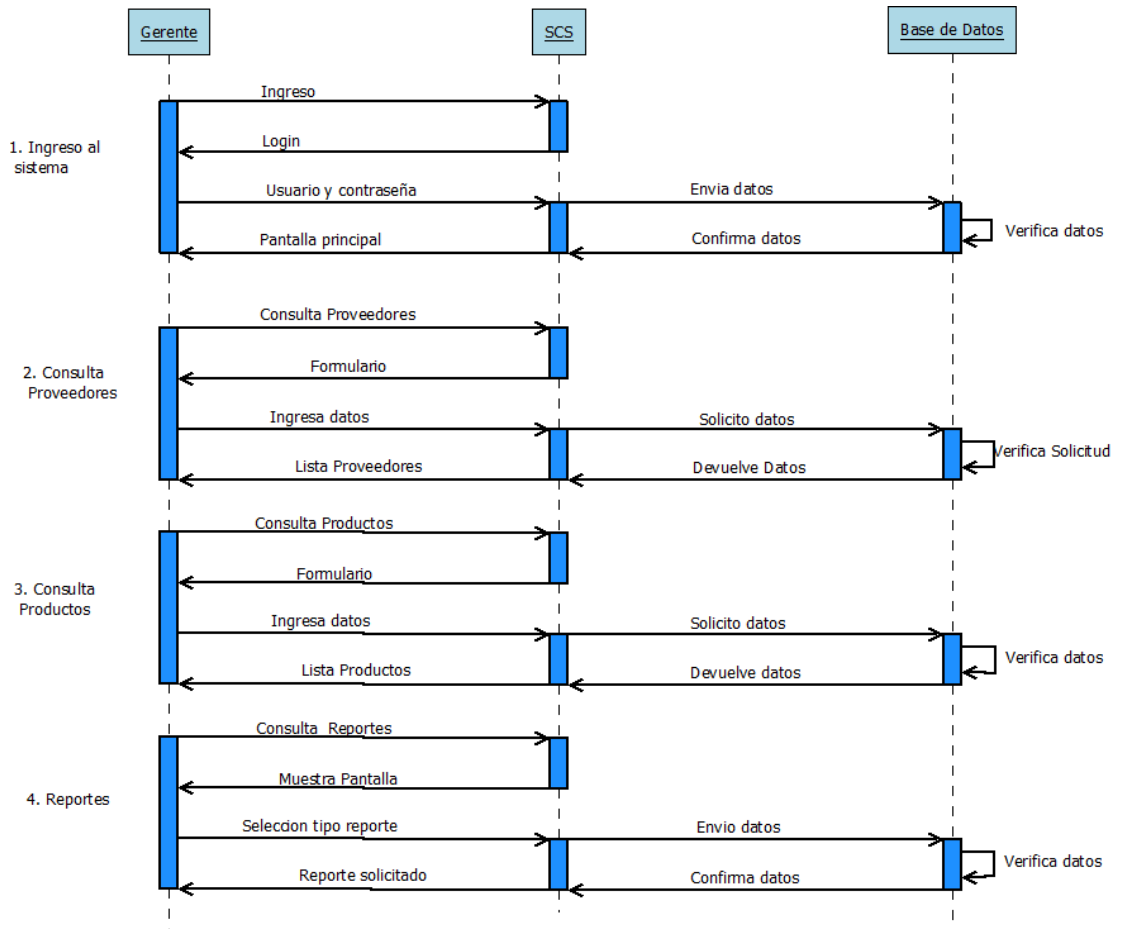 Gerente
SCS
Base de Datos
Ingreso
1. Ingreso al
sistema
Login
Usuario y contraseña
Envia datos
Verifica datos
Pantalla principal
Confirma datos
Consulta Proveedores
2. Consulta
Proveedores
Formulario
Ingresa datos
Solicito datos
Verifica Solicitud
Lista Proveedores
Devuelve Datos
Consulta Productos
3. Consulta
Productos
Formulario
Ingresa datos
Solicito datos
Verifica datos
Lista Productos
Devuelve datos
Consulta  Reportes
Muestra Pantalla
4. Reportes
Seleccion tipo reporte
Envio datos
Verifica datos
Reporte solicitado
Confirma datos